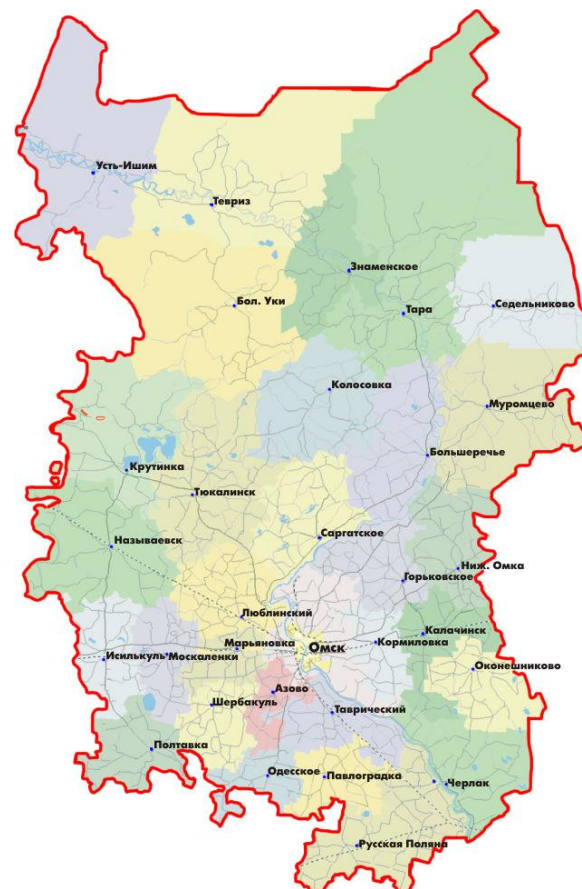 Усть-Ишим
Тевриз
Знаменское
Бол. Уки
Тара
Седельниково
Колосовка
Муромцево
Большеречье
Крутинка
Тюкалинск
Саргатское
Называевск
Ниж. Омка
Горьковское
Люблинский
Калачинск
Марьяновка
Омск
Кормиловка
Исилькуль
Москаленки
Оконешниково
Азово
Шербакуль
Таврический
Полтавка
Одесское
Павлоградка
Черлак
Русская Поляна